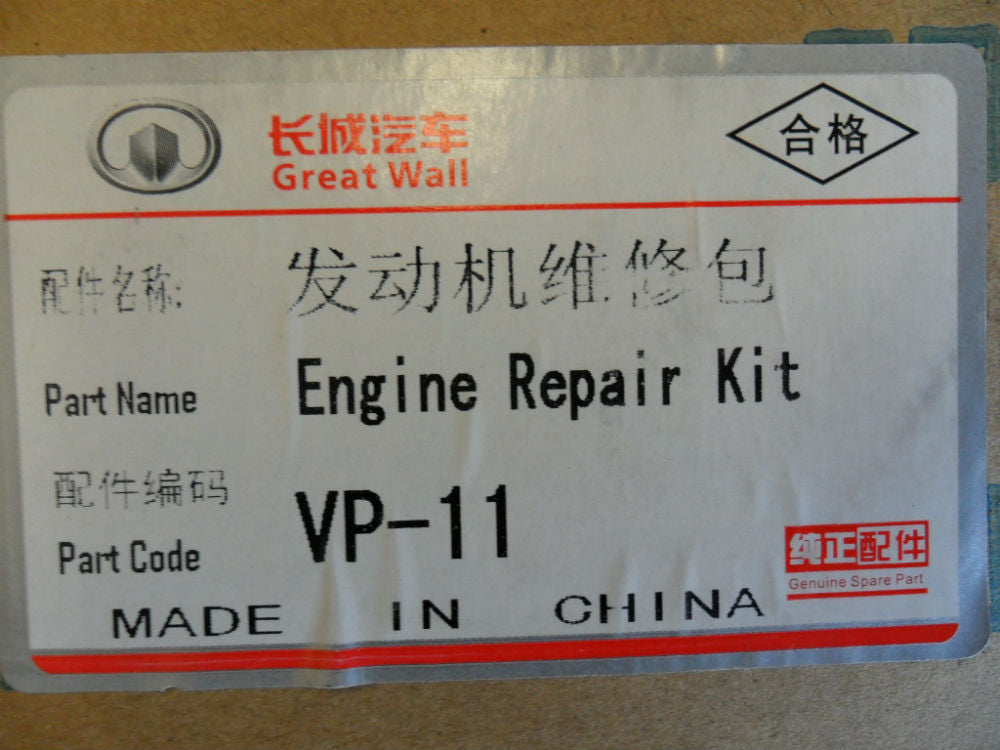 长城汽车
Great Wall
合格
配件名称:
发动机维修包
Part Name
Engine Repair Kit
配件编码
VP-11
Part Code
纯正配件
Genuine Spare Part
MADE IN CHINA